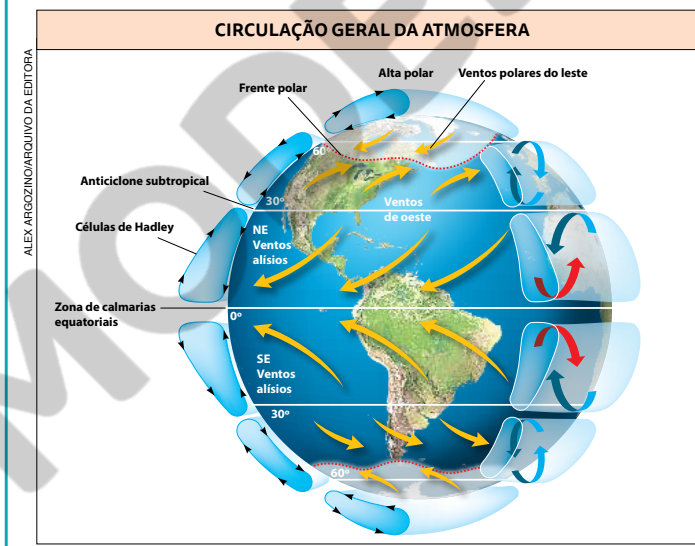 CIRCULAÇÃO GERAL DA ATMOSFERA
ALEX ARGOZINO/ARQUIVO DA EDITORA
Alta polar
Ventos polares do leste
Frente polar
60º
Anticiclone subtropical
30º
Ventos
de oeste
Células de Hadley
NE
Ventos
alísios
Zona de calmarias
equatoriais
0º
SE
Ventos
alísios
30º
60º
MODE